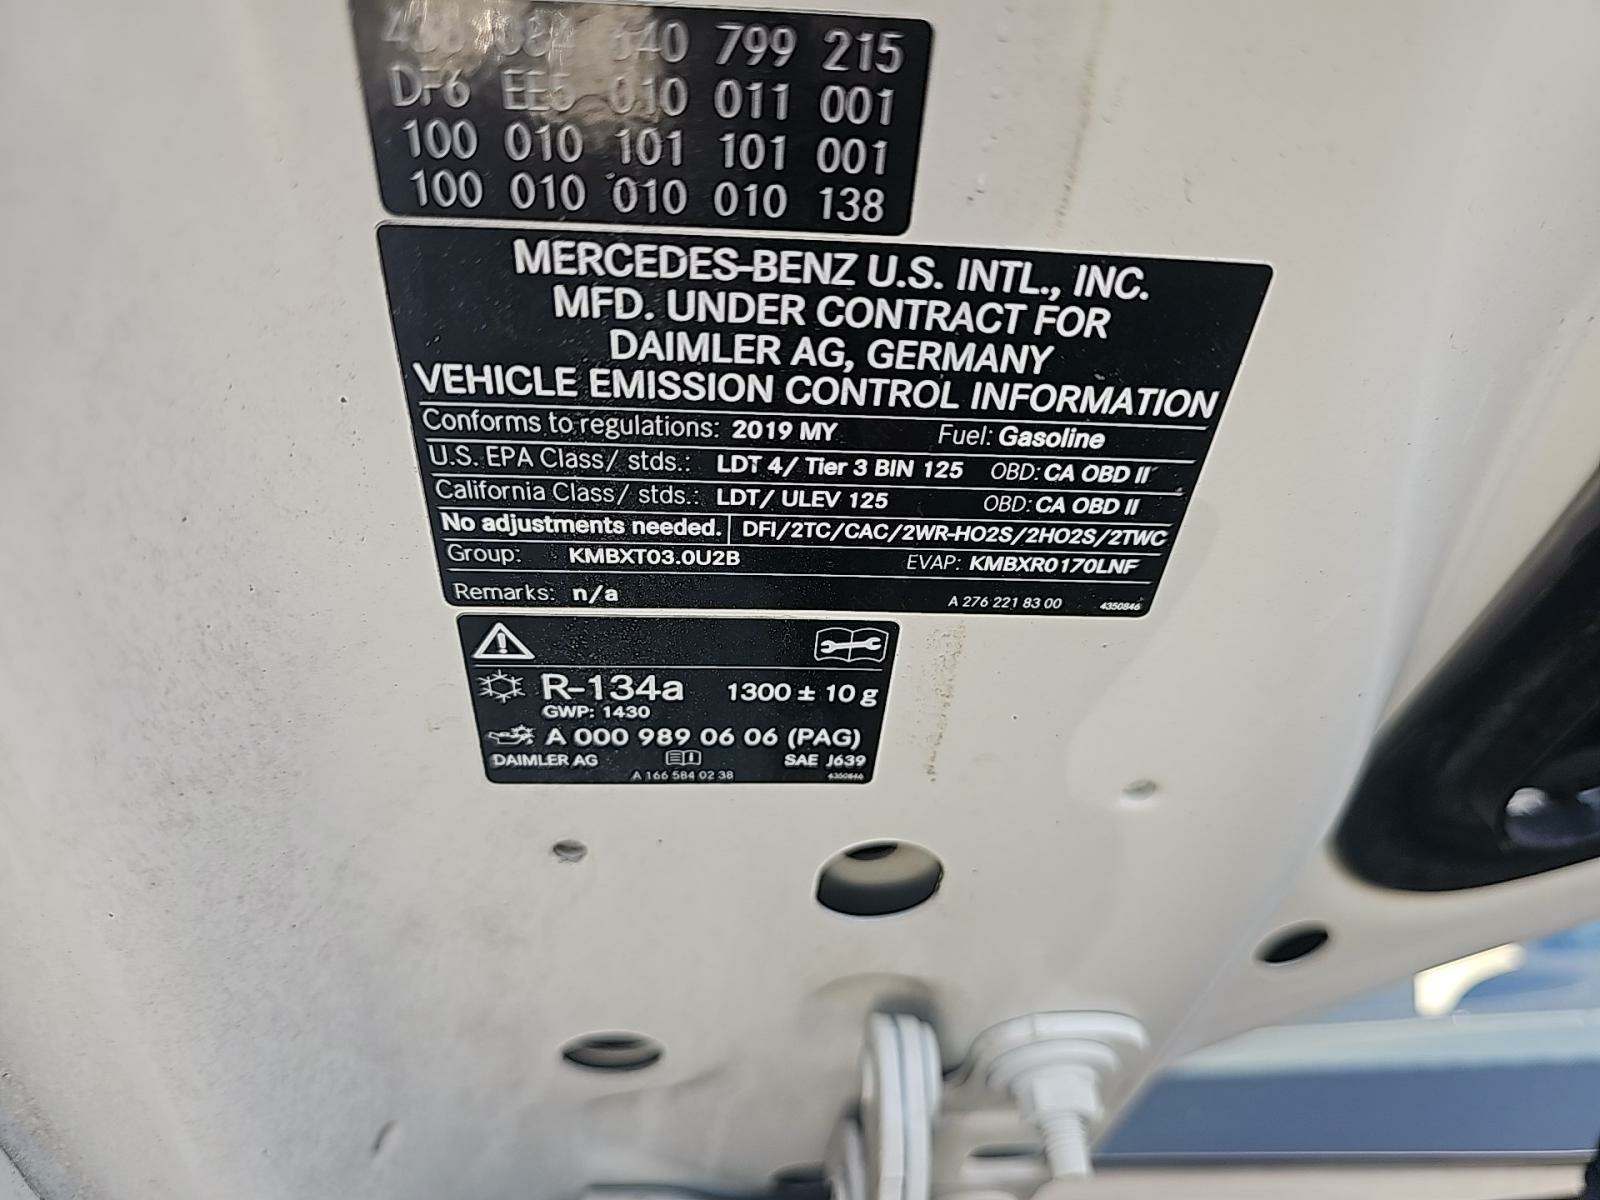 799 215
DF6 EE5 010 011 001
100 010 101 101 001
100 010 010 010 138
MERCEDES-BENZ U.S. INTL., INC.
MFD. UNDER CONTRACT FOR
DAIMLER AG, GERMANY
VEHICLE EMISSION CONTROL INFORMATION
Conforms to regulations: 2019 MY Fuel: Gasoline
U.S. EPA Class/ stds.: LDT 4/ Tier 3 BIN 125 OBD: CA OBD II
California Class/ stds.: LDT/ ULEV 125 OBD: CA OBD II
No adjustments needed. DFI/2TC/CAC/2WR-HO2S/2HO2S/2TWC
Group: KMBXT03.0U2B EVAP: KMBXR0170LNF
Remarks: n/a A 276 221 83 00 4350846
R-134a 1300 ± 10 g
GWP: 1430
A 000 989 06 06 (PAG)
DAIMLER AG SAE J639
A 166 584 02 38 4350846